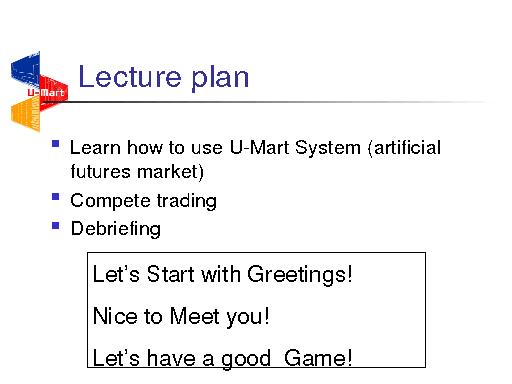 Lecture plan
U-Mart
Learn how to use U-Mart System (artificial
futures market)
Compete trading
Debriefing
Let's Start with Greetings!
Nice to Meet you!
Let's have a good  Game!